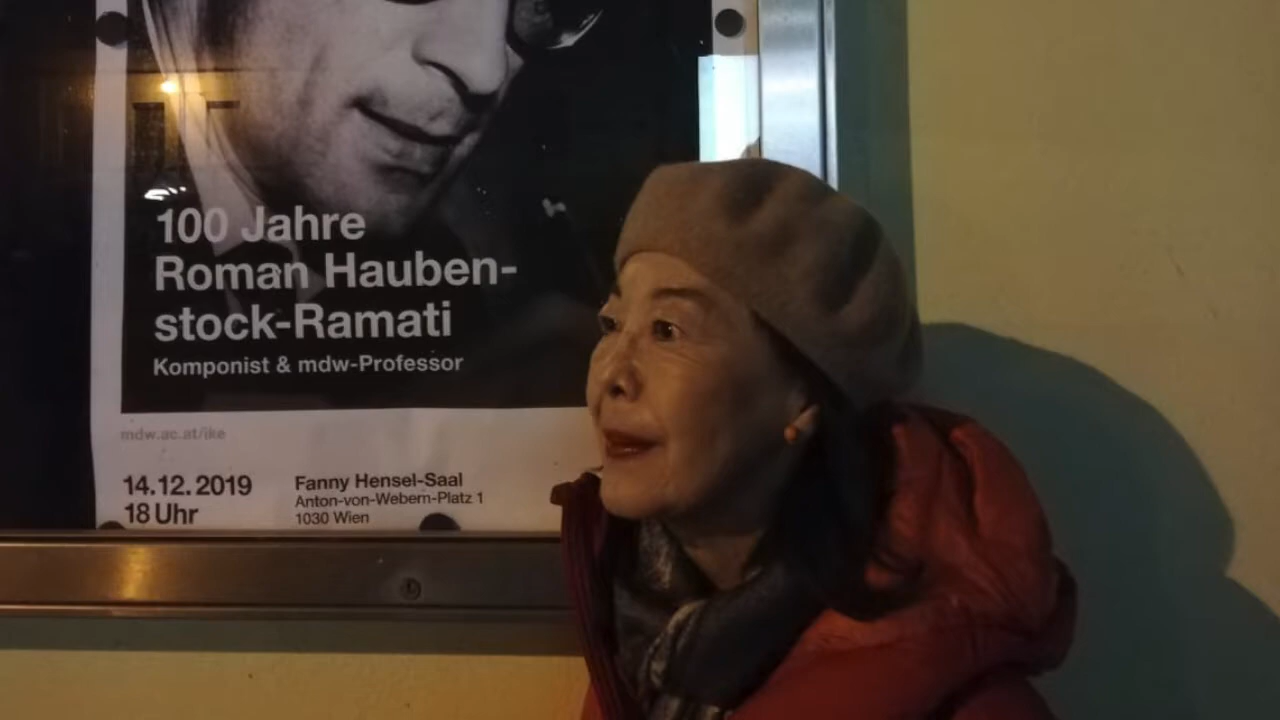 100 Jahre
Roman Hauben-
stock-Ramati
Komponist & mdw-Professor
mdw.ac.at/ike
14.12.2019
18 Uhr
Fanny Hensel-Saal
Anton-von-Webern-Platz 1
1030 Wien